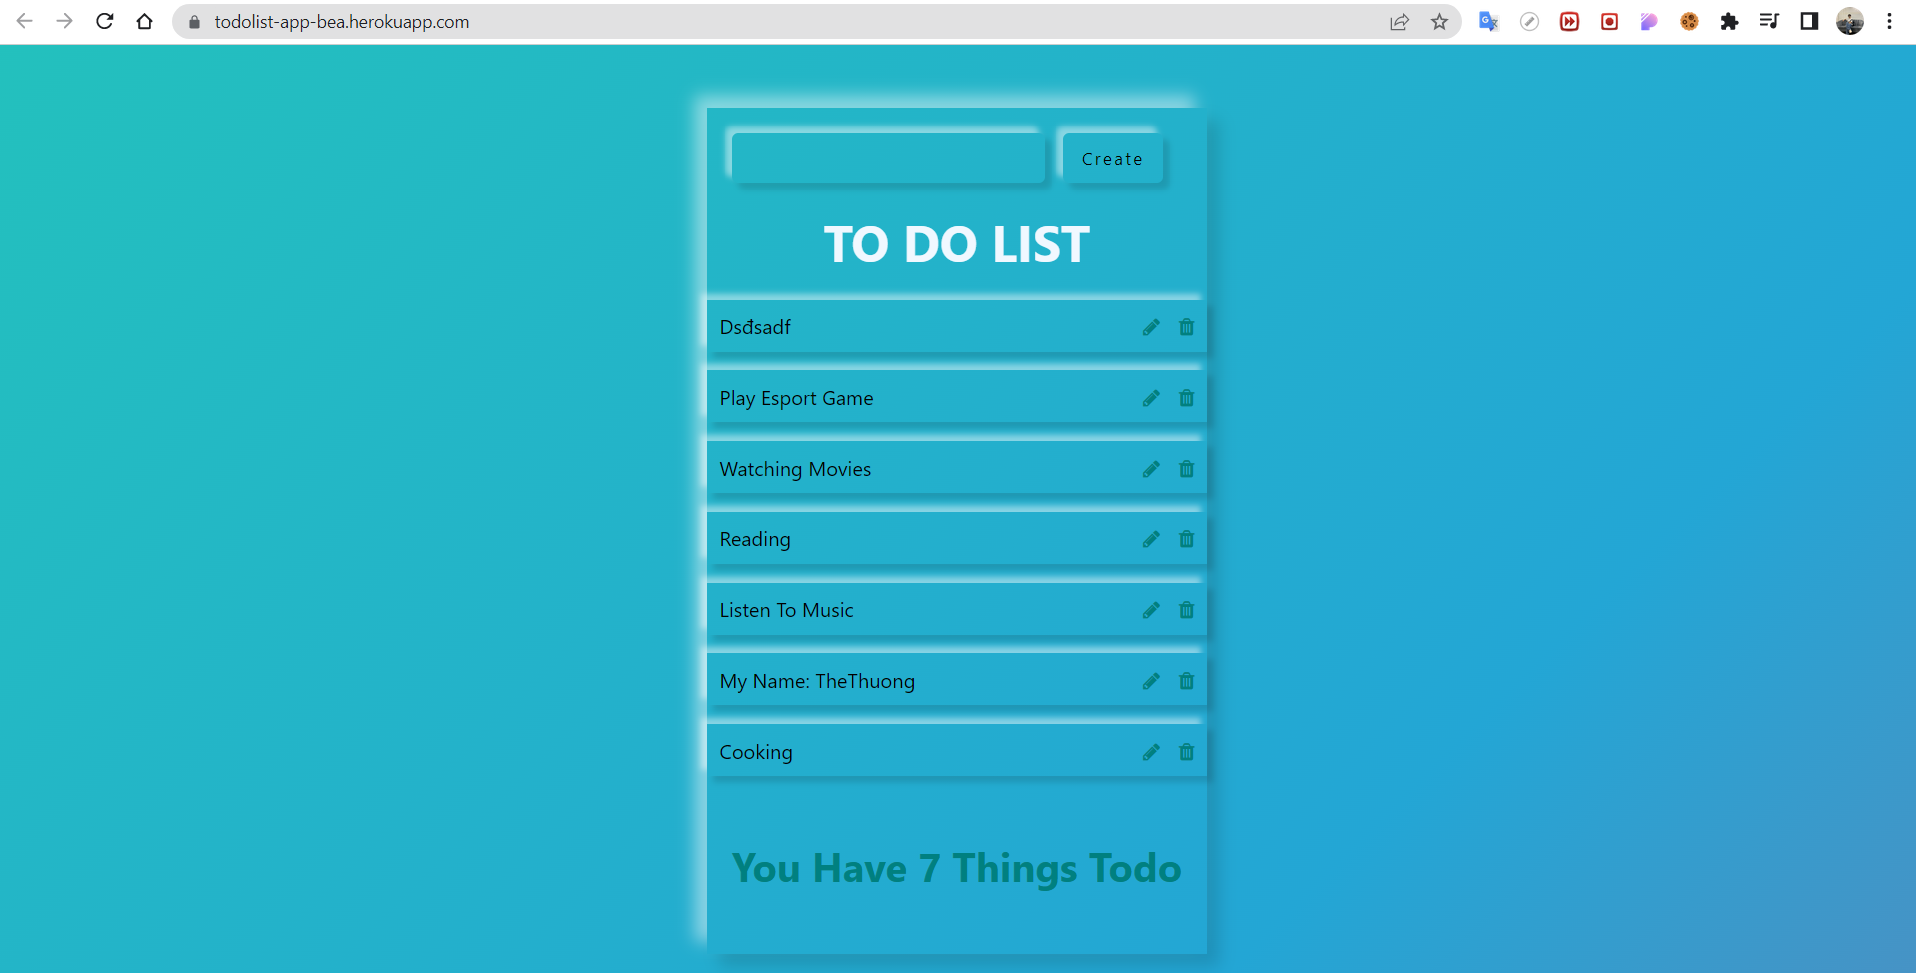 todolist-app-bea.herokuapp.com
Create
TO DO LIST
Dsđsadf
Play Esport Game
Watching Movies
Reading
Listen To Music
My Name: TheThuong
Cooking
You Have 7 Things Todo